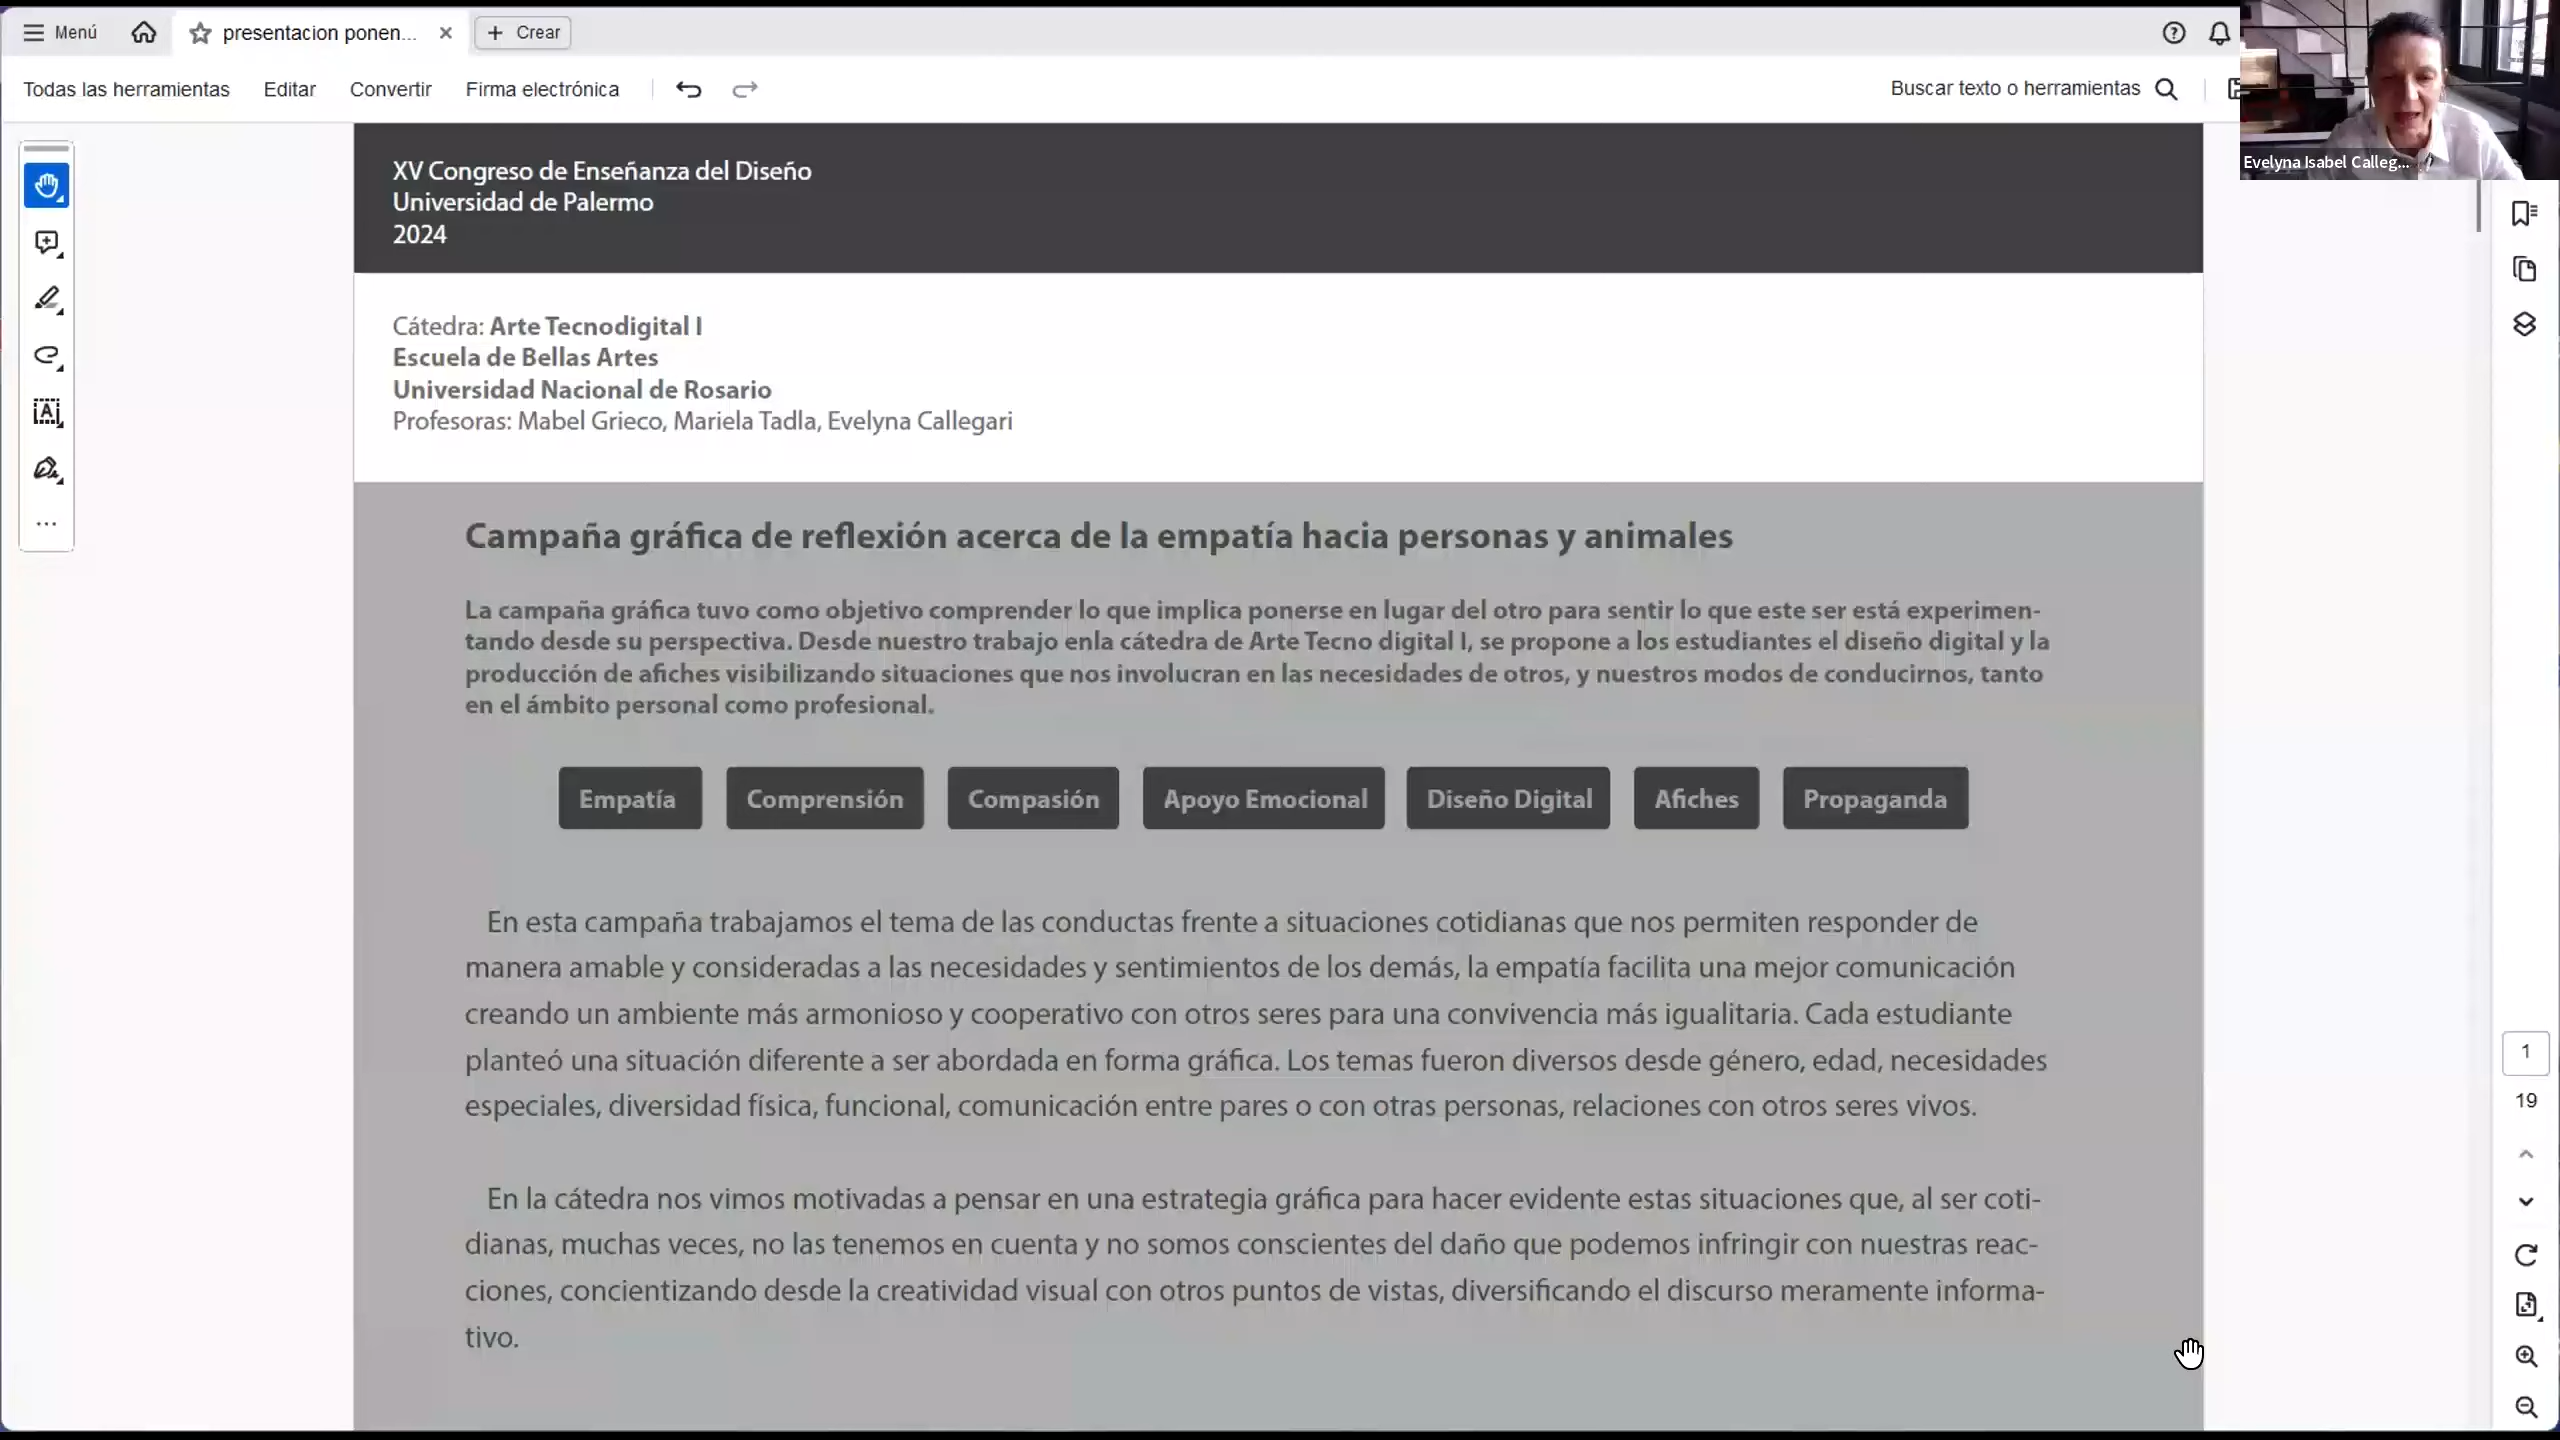 Menú
presentacion ponen...
Crear
Todas las herramientas
Editar
Convertir
Firma electrónica
Buscar texto o herramientas
Evelyna Isabel Calleg...
XV Congreso de Enseñanza del Diseño
Universidad de Palermo
2024
Cátedra: Arte Tecnodigital I
Escuela de Bellas Artes
Universidad Nacional de Rosario
Profesoras: Mabel Grieco, Mariela Tadla, Evelyna Callegari
Campaña gráfica de reflexión acerca de la empatía hacia personas y animales
La campaña gráfica tuvo como objetivo comprender lo que implica ponerse en lugar del otro para sentir lo que este ser está experimen-
tando desde su perspectiva. Desde nuestro trabajo enla cátedra de Arte Tecno digital I, se propone a los estudiantes el diseño digital y la
producción de afiches visibilizando situaciones que nos involucran en las necesidades de otros, y nuestros modos de conducirnos, tanto
en el ámbito personal como profesional.
Empatía
Comprensión
Compasión
Apoyo Emocional
Diseño Digital
Afiches
Propaganda
En esta campaña trabajamos el tema de las conductas frente a situaciones cotidianas que nos permiten responder de
manera amable y consideradas a las necesidades y sentimientos de los demás, la empatía facilita una mejor comunicación
creando un ambiente más armonioso y cooperativo con otros seres para una convivencia más igualitaria. Cada estudiante
planteó una situación diferente a ser abordada en forma gráfica. Los temas fueron diversos desde género, edad, necesidades
especiales, diversidad física, funcional, comunicación entre pares o con otras personas, relaciones con otros seres vivos.
En la cátedra nos vimos motivadas a pensar en una estrategia gráfica para hacer evidente estas situaciones que, al ser coti-
dianas, muchas veces, no las tenemos en cuenta y no somos conscientes del daño que podemos infringir con nuestras reac-
ciones, concientizando desde la creatividad visual con otros puntos de vistas, diversificando el discurso meramente informa-
tivo.
1
19